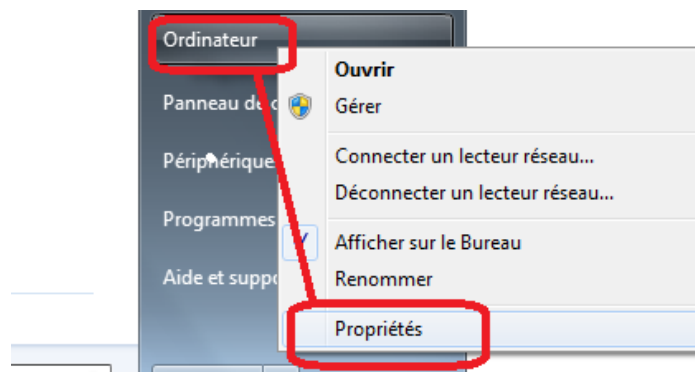 Ordinateur
Ouvrir
Panneau de c
Gérer
Périphérique
Connecter un lecteur réseau...
Déconnecter un lecteur réseau...
Programmes
Afficher sur le Bureau
Aide et suppo
Renommer
Propriétés